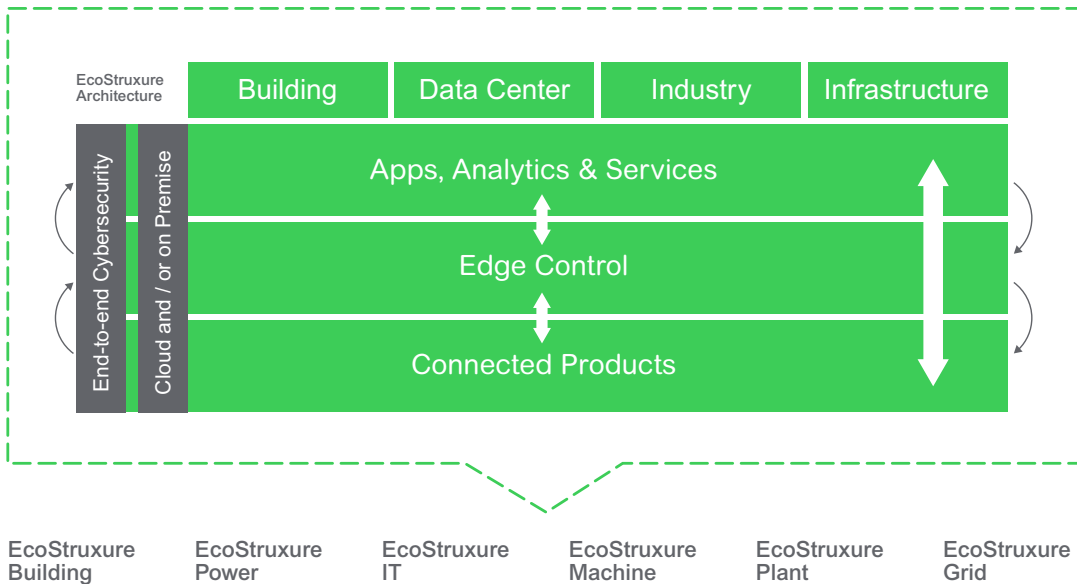 EcoStruxure
Architecture
Building
Data Center
Industry
Infrastructure
End-to-end Cybersecurity
Cloud and / or on Premise
Apps, Analytics & Services
Edge Control
Connected Products
EcoStruxure
Building
EcoStruxure
Power
EcoStruxure
IT
EcoStruxure
Machine
EcoStruxure
Plant
EcoStruxure
Grid